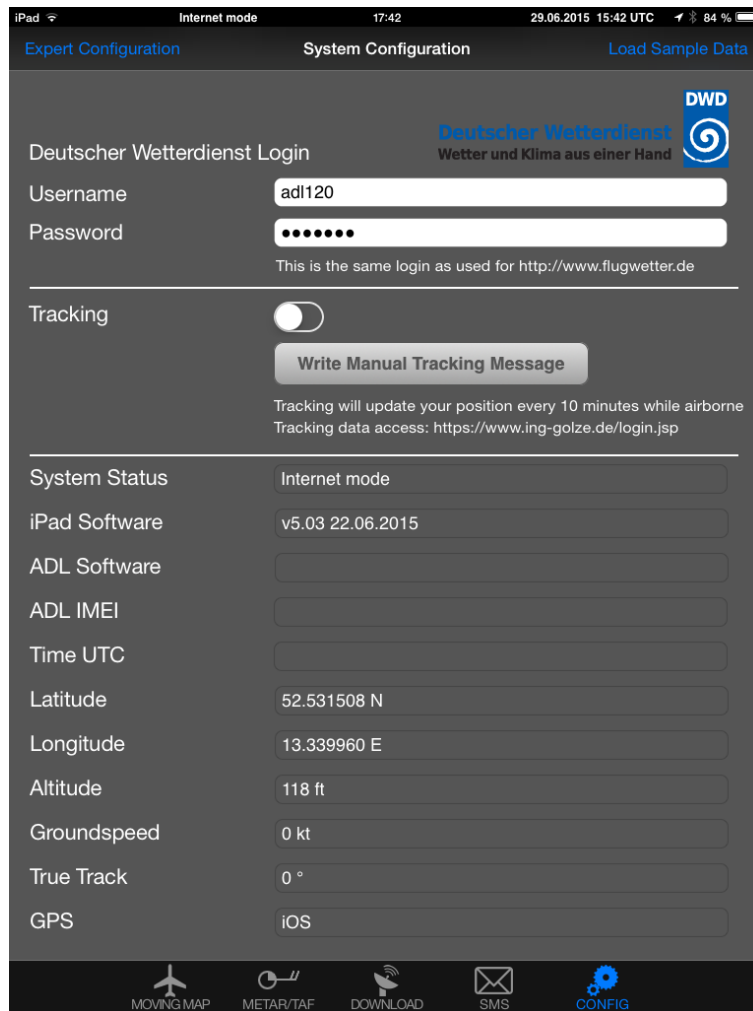 iPad Internet mode 17:42 29.06.2015 15:42 UTC 84 %
Expert Configuration System Configuration Load Sample Data
DWD
Deutscher Wetterdienst
Wetter und Klima aus einer Hand
Deutscher Wetterdienst Login
Username adl120
Password •••••••
This is the same login as used for http://www.flugwetter.de
Tracking
Write Manual Tracking Message
Tracking will update your position every 10 minutes while airborne
Tracking data access: https://www.ing-golze.de/login.jsp
System Status Internet mode
iPad Software v5.03 22.06.2015
ADL Software
ADL IMEI
Time UTC
Latitude 52.531508 N
Longitude 13.339960 E
Altitude 118 ft
Groundspeed 0 kt
True Track 0 °
GPS iOS
MOVING MAP METAR/TAF DOWNLOAD SMS CONFIG